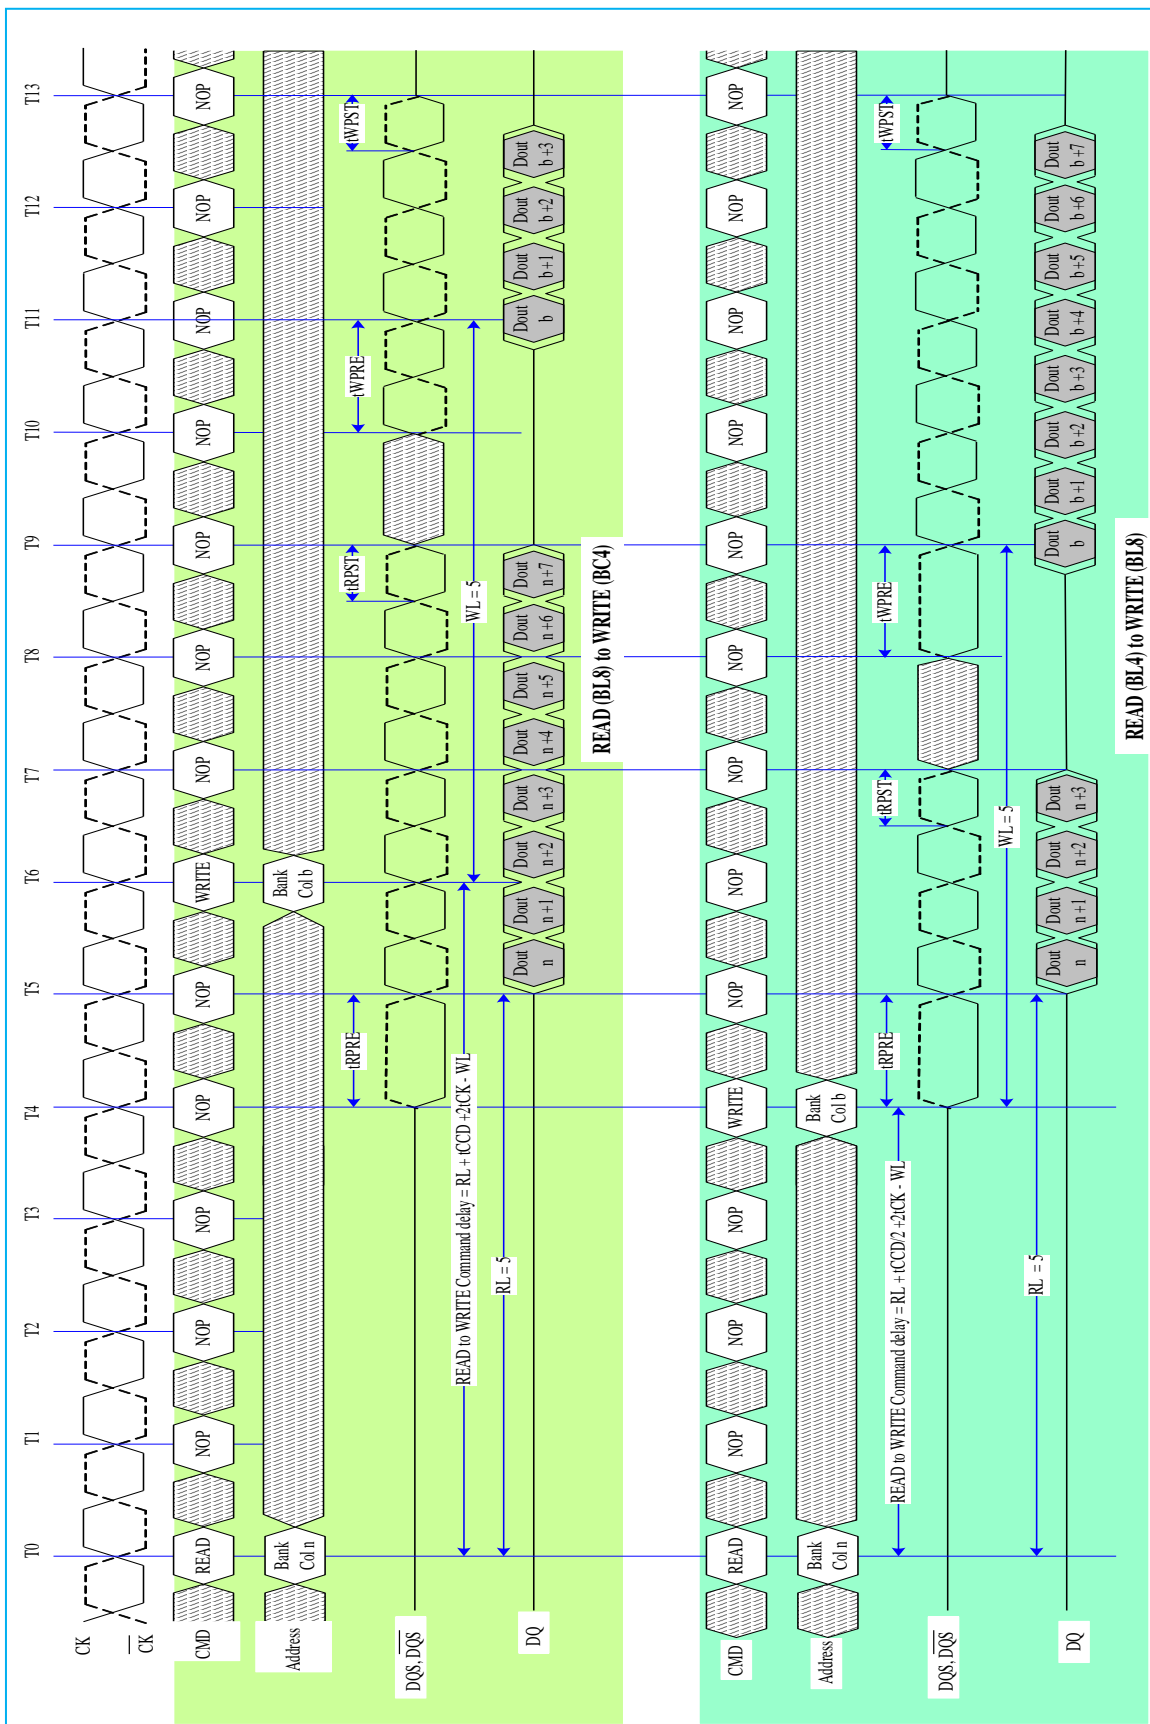 T0 T1 T2 T3 T4 T5 T6 T7 T8 T9 T10 T11 T12 T13
CK
CK
CMD READ NOP NOP NOP NOP NOP WRITE NOP NOP NOP NOP NOP NOP NOP
Address
Bank
Col n
Bank
Col b
tRPRE tRPST tWPRE tWPST
DQS, DQS
READ to WRITE Command delay = RL + tCCD +2tCK - WL
WL = 5
RL = 5
DQ
Dout
n
Dout
n +1
Dout
n +2
Dout
n +3
Dout
n +4
Dout
n +5
Dout
n +6
Dout
n +7
Dout
b
Dout
b +1
Dout
b +2
Dout
b +3
READ (BL8) to WRITE (BC4)
CMD READ NOP NOP NOP WRITE NOP NOP NOP NOP NOP NOP NOP NOP NOP
Address
Bank
Col n
Bank
Col b
tRPRE tRPST tWPRE tWPST
READ to WRITE Command delay = RL + tCCD/2 +2tCK - WL
DQS, DQS
WL = 5
RL = 5
DQ
Dout
n
Dout
n +1
Dout
n +2
Dout
n +3
Dout
b
Dout
b +1
Dout
b +2
Dout
b +3
Dout
b +4
Dout
b +5
Dout
b +6
Dout
b +7
READ (BL4) to WRITE (BL8)